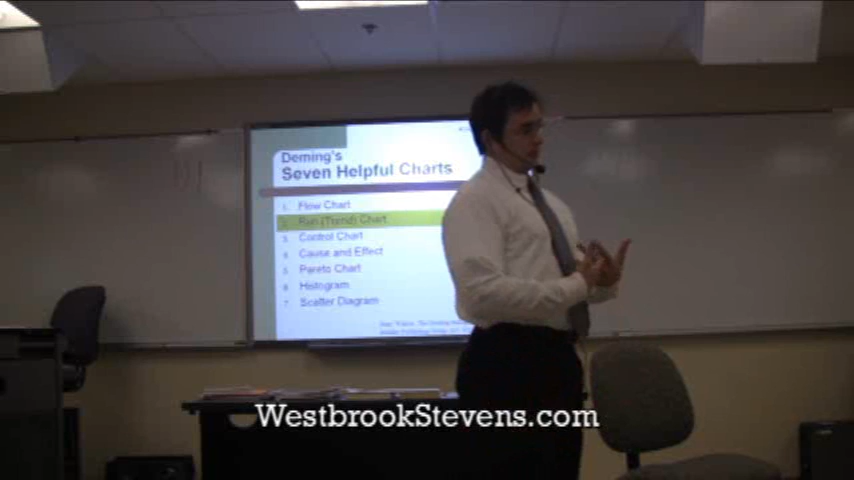 Deming's
Seven Helpful Charts
1. Flow Chart
2. Run (Trend) Chart
3. Control Chart
4. Cause and Effect
5. Pareto Chart
6. Histogram
7. Scatter Diagram
WestbrookStevens.com